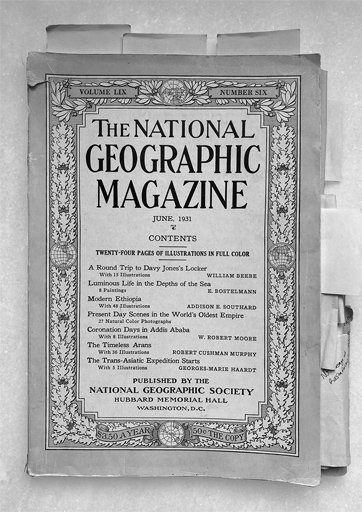 VOLUME LIX
NUMBER SIX
THE NATIONAL
GEOGRAPHIC
MAGAZINE
JUNE, 1931
CONTENTS
TWENTY-FOUR PAGES OF ILLUSTRATIONS IN FULL COLOR
A Round Trip to Davy Jones's Locker
With 15 Illustrations WILLIAM BEEBE
Luminous Life in the Depths of the Sea
8 Paintings E. BOSTELMANN
Modern Ethiopia
With 46 Illustrations ADDISON E. SOUTHARD
Present Day Scenes in the World's Oldest Empire
27 Natural Color Photographs
Coronation Days in Addis Ababa
With 8 Illustrations W. ROBERT MOORE
The Timeless Arans
With 36 Illustrations ROBERT CUSHMAN MURPHY
The Trans-Asiatic Expedition Starts
With 5 Illustrations GEORGES-MARIE HAARDT
PUBLISHED BY THE
NATIONAL GEOGRAPHIC SOCIETY
HUBBARD MEMORIAL HALL
WASHINGTON, D.C.
$3.50 A YEAR
50¢ THE COPY